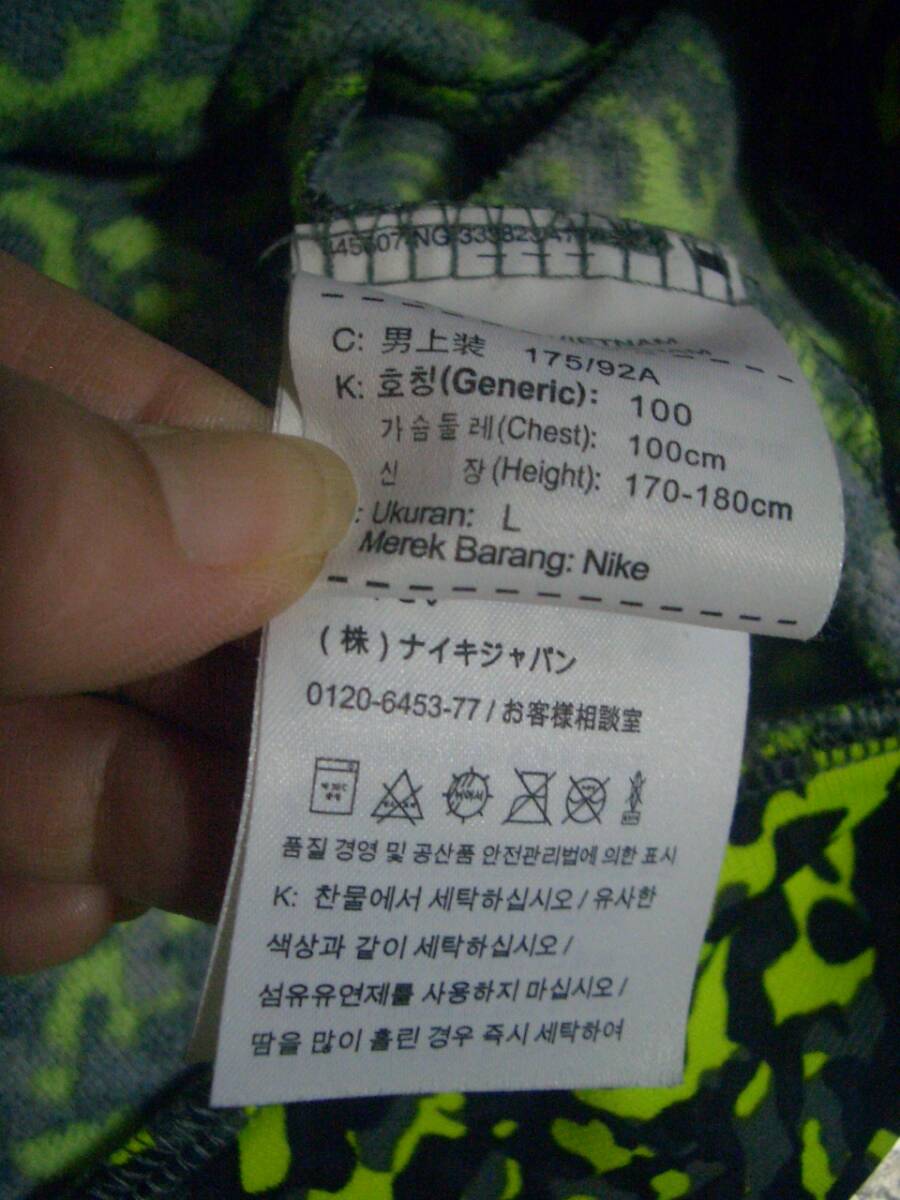 VIETNAM
C: 男上装 175/92A
K: 호칭(Generic): 100
가슴둘레(Chest): 100cm
신 장(Height): 170-180cm
: Ukuran: L
Merek Barang: Nike
(株)ナイキジャパン
0120-6453-77 / お客様相談室
품질 경영 및 공산품 안전관리법에 의한 표시
K: 찬물에서 세탁하십시오 / 유사한
색상과 같이 세탁하십시오 /
섬유유연제를 사용하지 마십시오 /
땀을 많이 흘린 경우 즉시 세탁하여